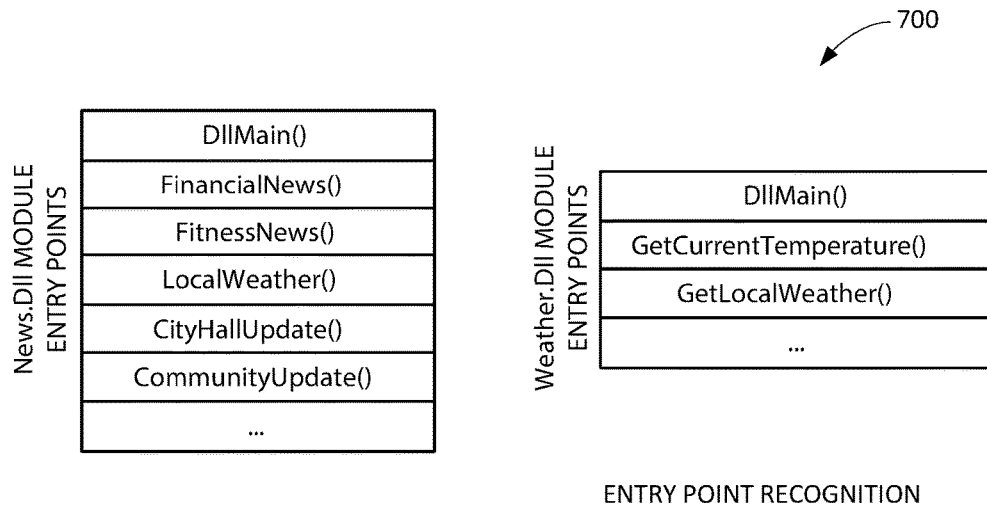 700
News.Dll MODULE
ENTRY POINTS
DllMain()
FinancialNews()
FitnessNews()
LocalWeather()
CityHallUpdate()
CommunityUpdate()
...
Weather.Dll MODULE
ENTRY POINTS
DllMain()
GetCurrentTemperature()
GetLocalWeather()
...
ENTRY POINT RECOGNITION